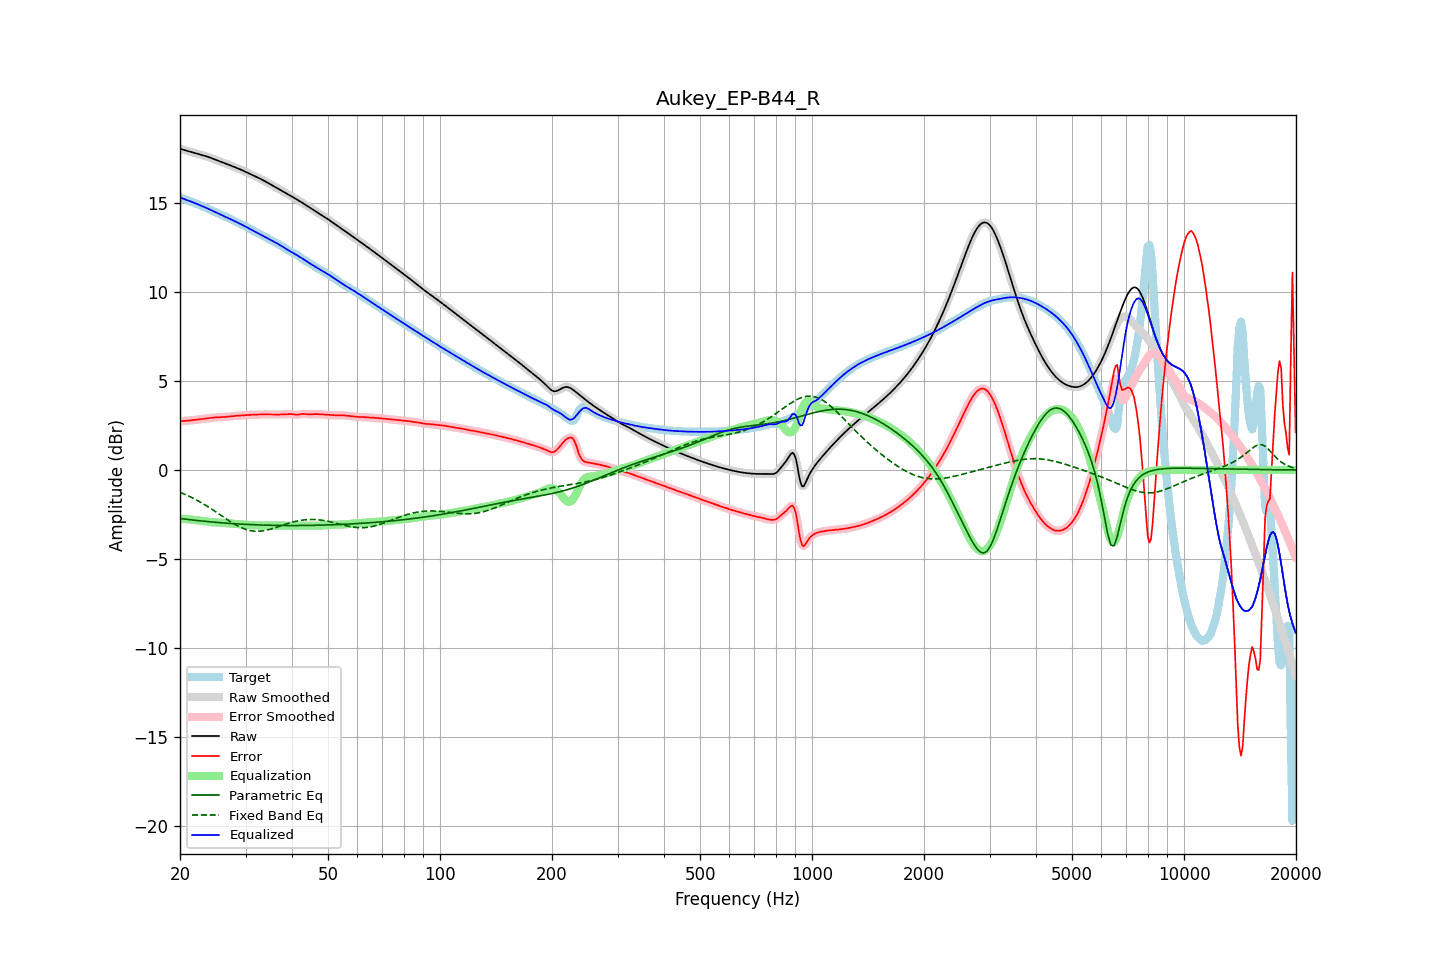 Aukey_EP-B44_R
Amplitude (dBr)
15
10
5
0
−5
−10
−15
−20
Target
Raw Smoothed
Error Smoothed
Raw
Error
Equalization
Parametric Eq
Fixed Band Eq
Equalized
20 50 100 200 500 1000 2000 5000 10000 20000
Frequency (Hz)